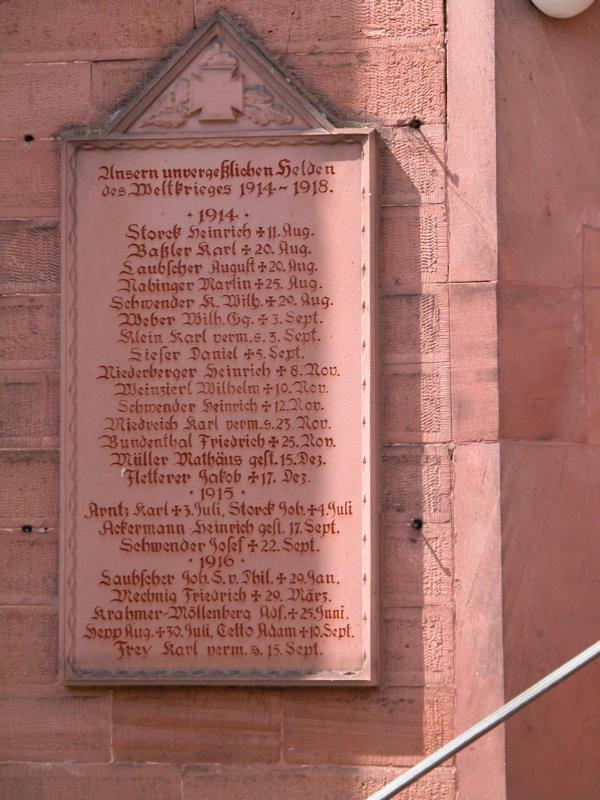 Unsern unvergeßlichen Helden
des Weltkrieges 1914-1918.
· 1914 ·
Storck Heinrich ✠ 11. Aug.
Baßler Karl ✠ 20. Aug.
Laubscher August ✠ 20. Aug.
Nabinger Martin ✠ 25. Aug.
Schwender K. Wilh. ✠ 29. Aug.
Weber Wilh. Gg. ✠ 3. Sept.
Klein Karl verm. s. 3. Sept.
Lieser Daniel ✠ 5. Sept.
Niederberger Heinrich ✠ 8. Nov.
Weinzierl Wilhelm ✠ 10. Nov.
Schwender Heinrich ✠ 12. Nov.
Niedreich Karl verm. s. 23. Nov.
Bundenthal Friedrich ✠ 25. Nov.
Müller Mathäus gest. 15. Dez.
Fletterer Jakob ✠ 17. Dez.
· 1915 ·
Arntz Karl ✠ 3. Juli, Storck Joh. ✠ 4. Juli
Ackermann Heinrich gest. 17. Sept.
Schwender Josef ✠ 22. Sept.
· 1916 ·
Laubscher Joh. S. v. Phil. ✠ 29. Jan.
Mechnig Friedrich ✠ 29. März.
Krahmer-Möllenberg Adf. ✠ 25. Juni.
Hepp Aug. ✠ 30. Juli, Cetto Adam ✠ 10. Sept.
Frey Karl verm. s. 15. Sept.